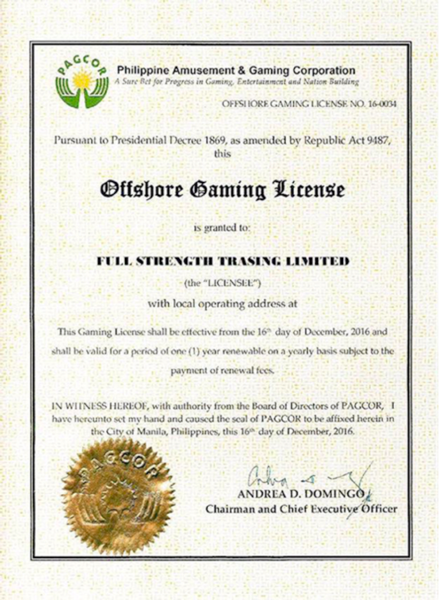 PAGCOR
Philippine Amusement & Gaming Corporation
A Sure Bet for Progress in Gaming, Entertainment and Nation Building
OFFSHORE GAMING LICENSE NO. 16-0034
Pursuant to Presidential Decree 1869, as amended by Republic Act 9487,
this
Offshore Gaming License
is granted to:
FULL STRENGTH TRASING LIMITED
(the "LICENSEE")
with local operating address at
This Gaming License shall be effective from the 16th day of December, 2016 and
shall be valid for a period of one (1) year renewable on a yearly basis subject to the
payment of renewal fees.
IN WITNESS HEREOF, with authority from the Board of Directors of PAGCOR, I
have hereunto set my hand and caused the seal of PAGCOR to be affixed herein in
the City of Manila, Philippines, this 16th day of December, 2016.
PAGCOR
ANDREA D. DOMINGO
Chairman and Chief Executive Officer